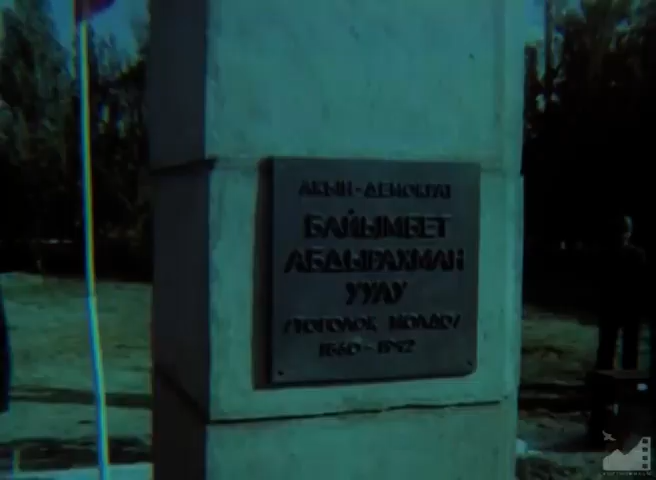 АКЫН-ДЕМОКРАТ
БАЙЫМБЕТ
АБДЫРАХМАН
УУЛУ
/ТОГОЛОК МОЛДО/
1860-1942